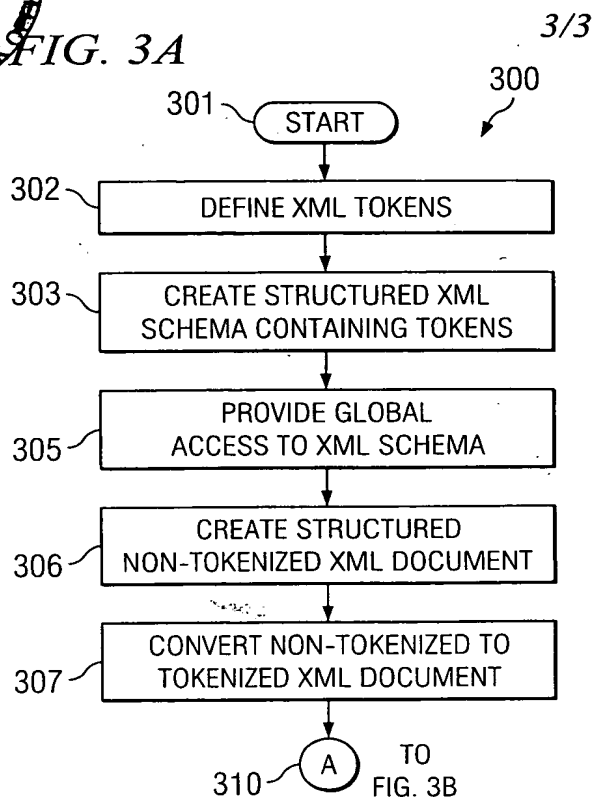 FIG. 3A
3/3
300
301
START
302
DEFINE XML TOKENS
303
CREATE STRUCTURED XML
SCHEMA CONTAINING TOKENS
305
PROVIDE GLOBAL
ACCESS TO XML SCHEMA
306
CREATE STRUCTURED
NON-TOKENIZED XML DOCUMENT
307
CONVERT NON-TOKENIZED TO
TOKENIZED XML DOCUMENT
310
A
TO
FIG. 3B